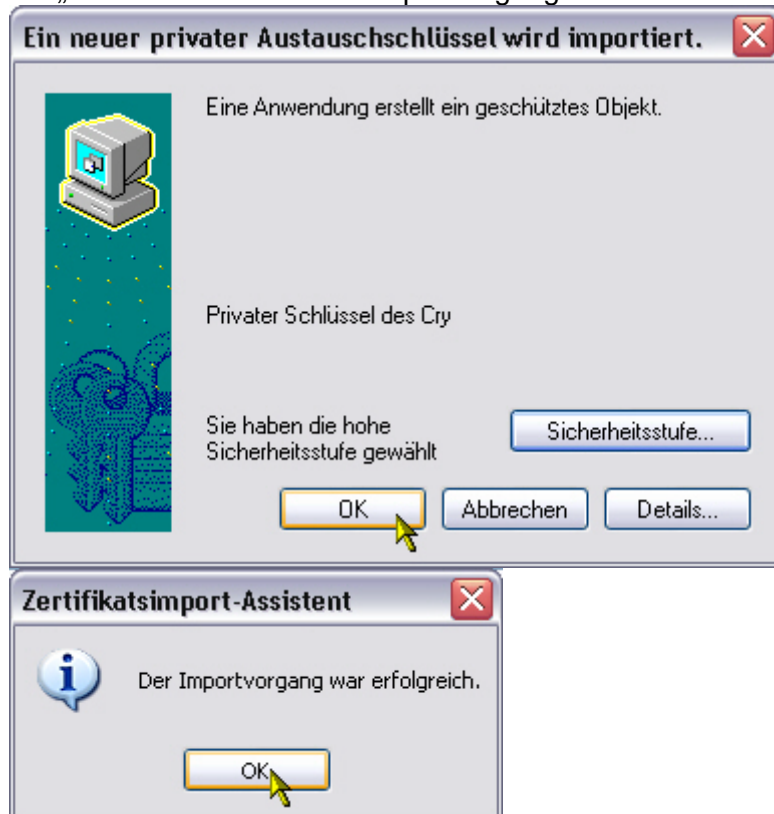 Ein neuer privater Austauschschlüssel wird importiert.
Eine Anwendung erstellt ein geschütztes Objekt.
Privater Schlüssel des Cry
Sie haben die hohe
Sicherheitsstufe gewählt
Sicherheitsstufe...
OK
Abbrechen
Details...
Zertifikatsimport-Assistent
Der Importvorgang war erfolgreich.
OK